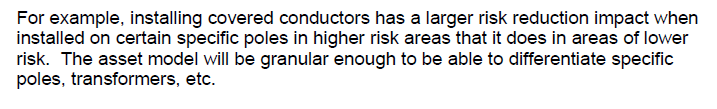 For example, installing covered conductors has a larger risk reduction impact when
installed on certain specific poles in higher risk areas that it does in areas of lower
risk.  The asset model will be granular enough to be able to differentiate specific
poles, transformers, etc.